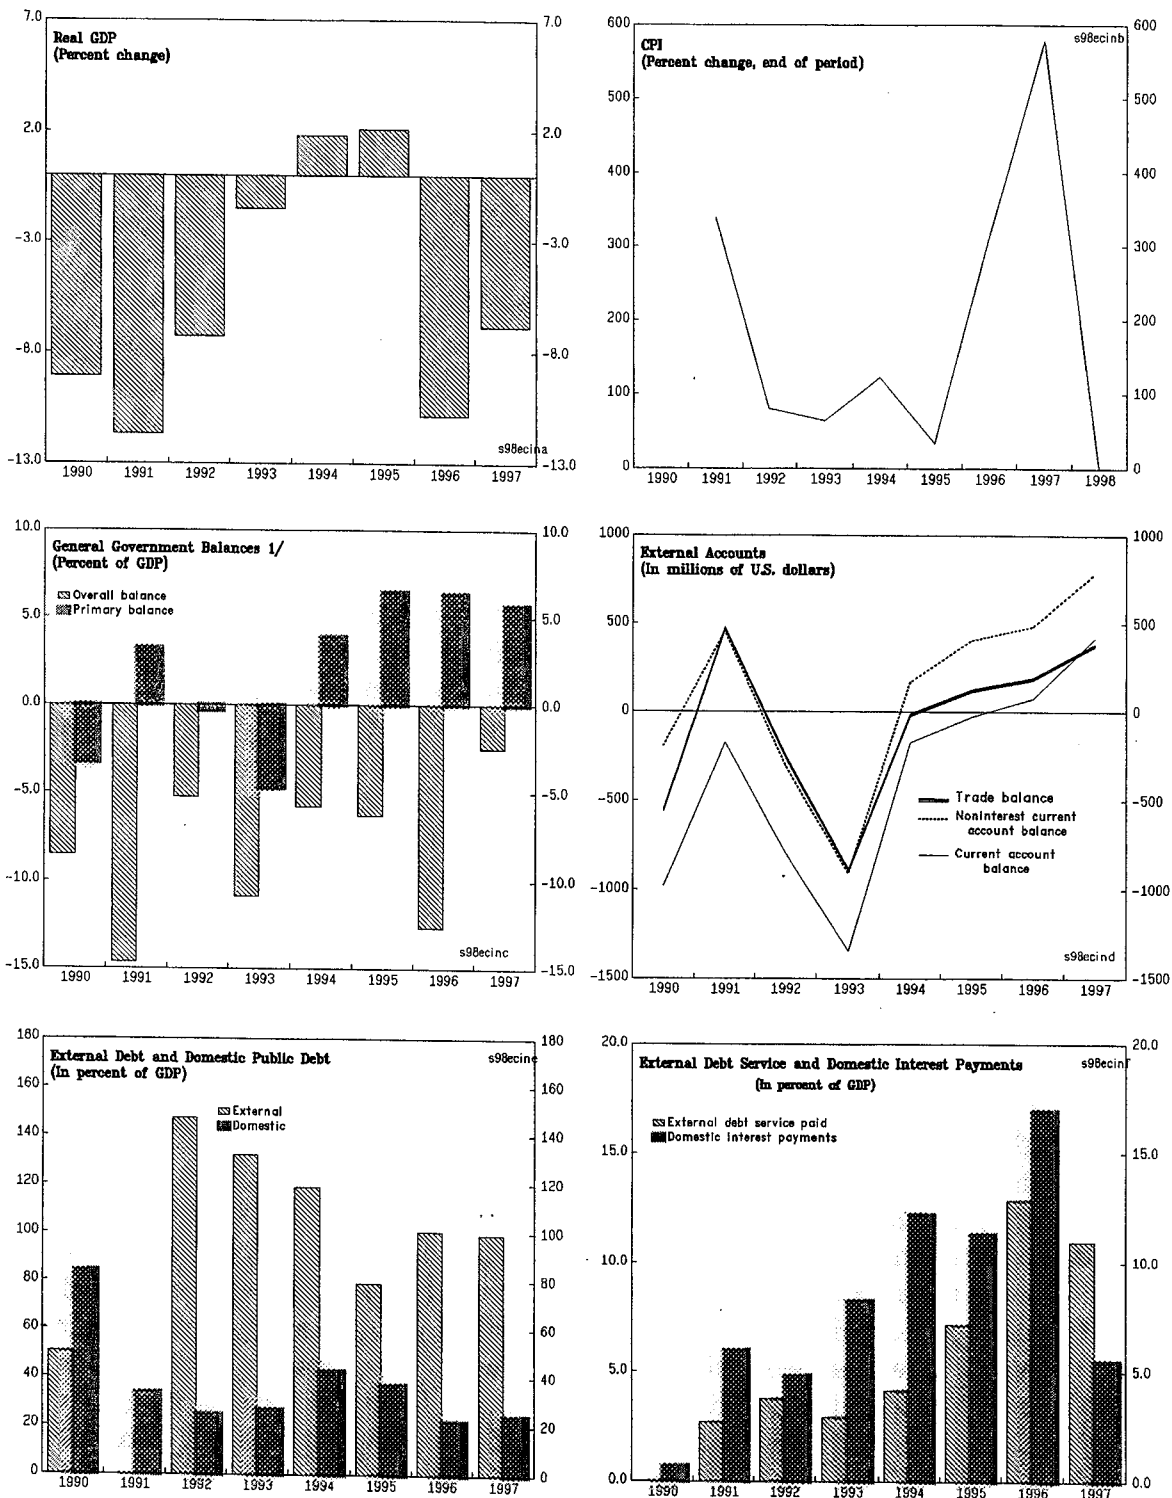 Real GDP
(Percent change)
7.0
2.0
-3.0
-8.0
-13.0
7.0
2.0
-3.0
-8.0
-13.0
s98ecina
1990 1991 1992 1993 1994 1995 1996 1997
CPI
(Percent change, end of period)
s98ecinb
600
500
400
300
200
100
0
600
500
400
300
200
100
0
1990 1991 1992 1993 1994 1995 1996 1997 1998
General Government Balances 1/
(Percent of GDP)
Overall balance
Primary balance
10.0
5.0
0.0
-5.0
-10.0
-15.0
10.0
5.0
0.0
-5.0
-10.0
-15.0
s98ecinc
1990 1991 1992 1993 1994 1995 1996 1997
External Accounts
(In millions of U.S. dollars)
1000
500
0
-500
-1000
-1500
1000
500
0
-500
-1000
-1500
Trade balance
Noninterest current
account balance
Current account
balance
s98ecind
1990 1991 1992 1993 1994 1995 1996 1997
External Debt and Domestic Public Debt
(In percent of GDP)
s98ecine
External
Domestic
180
160
140
120
100
80
60
40
20
0
180
160
140
120
100
80
60
40
20
0
1990 1991 1992 1993 1994 1995 1996 1997
External Debt Service and Domestic Interest Payments
(In percent of GDP)
External debt service paid
Domestic interest payments
20.0
15.0
10.0
5.0
0.0
20.0
15.0
10.0
5.0
0.0
1990 1991 1992 1993 1994 1995 1996 1997